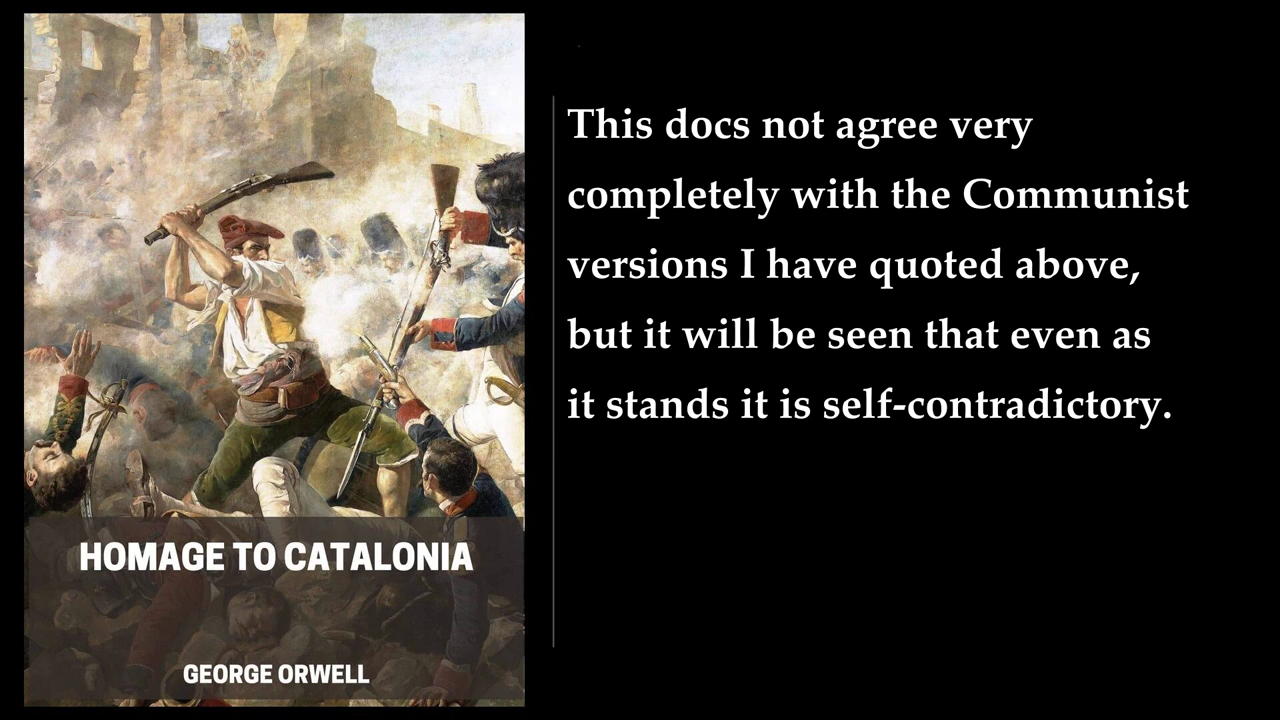 HOMAGE TO CATALONIA
GEORGE ORWELL
This docs not agree very
completely with the Communist
versions I have quoted above,
but it will be seen that even as
it stands it is self-contradictory.